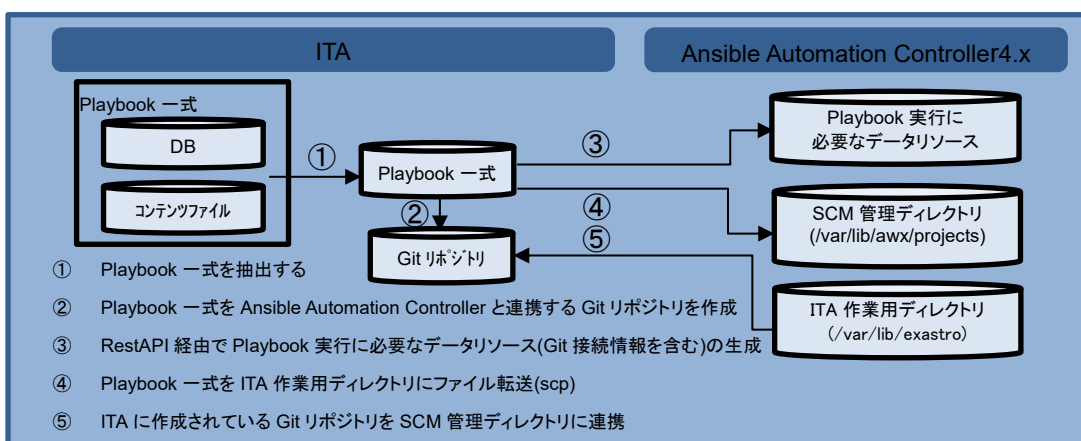 ITA
Ansible Automation Controller4.x
Playbook 一式
DB
コンテンツファイル
①
Playbook 一式
②
Git リポジトリ
③
④
⑤
Playbook 実行に
必要なデータリソース
SCM 管理ディレクトリ
(/var/lib/awx/projects)
ITA 作業用ディレクトリ
(/var/lib/exastro)
① Playbook 一式を抽出する
② Playbook 一式を Ansible Automation Controller と連携する Git リポジトリを作成
③ RestAPI 経由で Playbook 実行に必要なデータリソース(Git 接続情報を含む)の生成
④ Playbook 一式を ITA 作業用ディレクトリにファイル転送(scp)
⑤ ITA に作成されている Git リポジトリを SCM 管理ディレクトリに連携